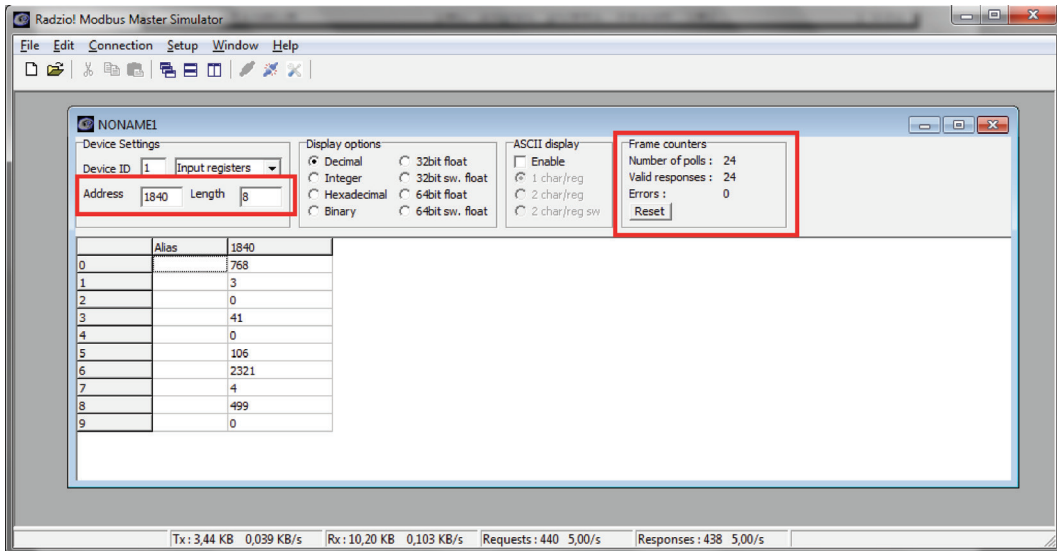 Radzio! Modbus Master Simulator
File Edit Connection Setup Window Help
NONAME1
Device Settings
Device ID 1 Input registers
Address 1840 Length 8
Display options
Decimal 32bit float
Integer 32bit sw. float
Hexadecimal 64bit float
Binary 64bit sw. float
ASCII display
Enable
1 char/reg
2 char/reg
2 char/reg sw
Frame counters
Number of polls : 24
Valid responses : 24
Errors : 0
Reset
Alias 1840
0 768
1 3
2 0
3 41
4 0
5 106
6 2321
7 4
8 499
9 0
Tx : 3,44 KB 0,039 KB/s Rx : 10,20 KB 0,103 KB/s Requests : 440 5,00/s Responses : 438 5,00/s